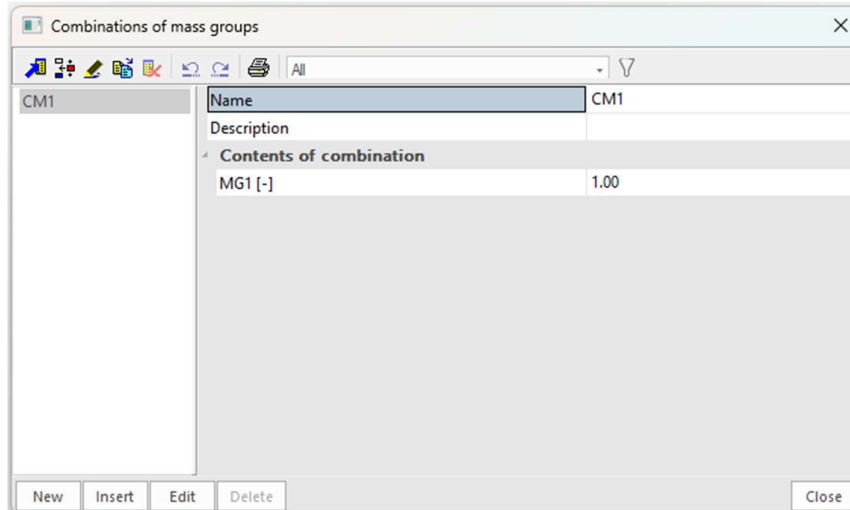 Combinations of mass groups
All
CM1
Name CM1
Description
Contents of combination
MG1 [-] 1.00
New Insert Edit Delete Close